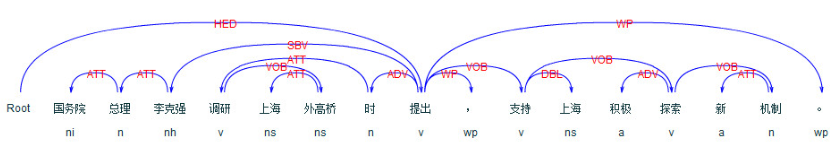 HED WP
SBV
ATT
VOB VOB VOB VOB
ATT ATT ATT ADV WP DBL ADV ATT
Root 国务院 总理 李克强 调研 上海 外高桥 时 提出 ， 支持 上海 积极 探索 新 机制 。
ni n nh v ns ns n v wp v ns a v a n wp